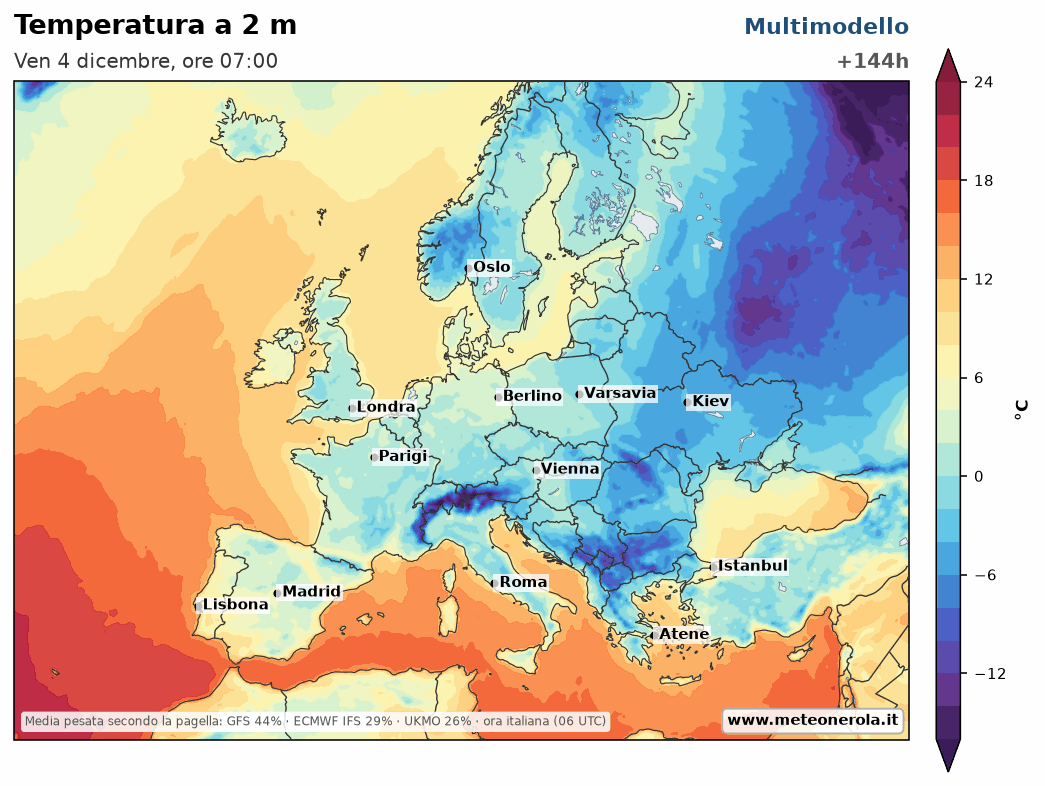 Temperatura a 2 m
Multimodello
Ven 4 dicembre, ore 07:00
+144h
24
18
12
6
0
−6
−12
°C
Oslo
Berlino
Varsavia
Kiev
Londra
Parigi
Vienna
Istanbul
Roma
Madrid
Lisbona
Atene
Media pesata secondo la pagella: GFS 44% · ECMWF IFS 29% · UKMO 26% · ora italiana (06 UTC)
www.meteonerola.it